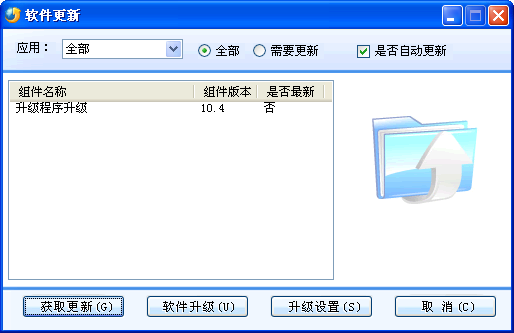 软件更新
应用： 全部 全部 需要更新 是否自动更新
组件名称 组件版本 是否最新
升级程序升级 10.4 否
获取更新(G) 软件升级(U) 升级设置(S) 取 消(C)